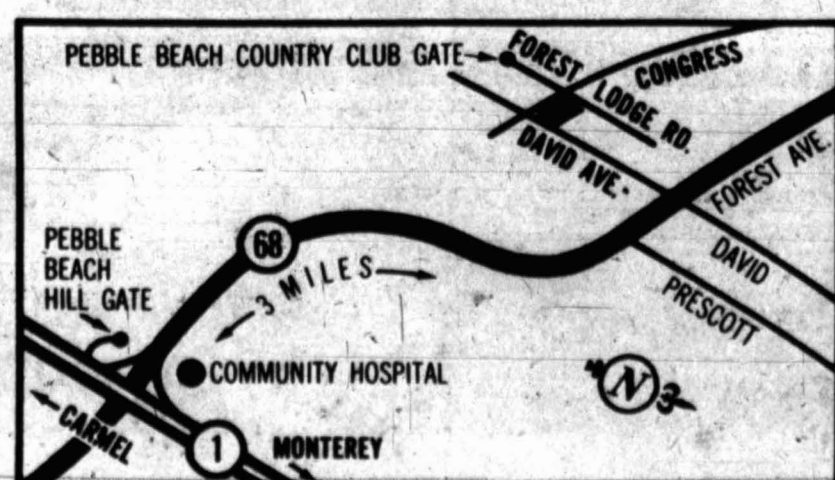 PEBBLE BEACH COUNTRY CLUB GATE
FOREST LODGE RD.
CONGRESS
DAVID AVE.
FOREST AVE.
DAVID
PRESCOTT
68
3 MILES
PEBBLE
BEACH
HILL GATE
COMMUNITY HOSPITAL
N
CARMEL
1
MONTEREY